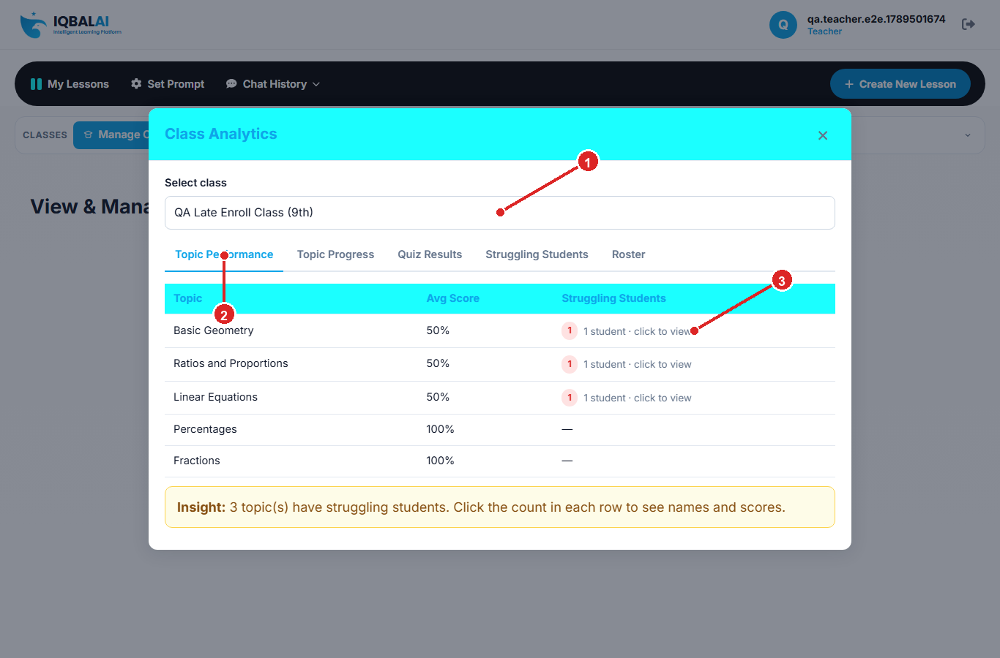 IQBALAI
Intelligent Learning Platform
Q
qa.teacher.e2e.1789501674
Teacher
My Lessons
Set Prompt
Chat History
+ Create New Lesson
CLASSES
Manage C
View & Mana
Class Analytics
×
1
Select class
QA Late Enroll Class (9th)
Topic Performance Topic Progress Quiz Results Struggling Students Roster
3
Topic Avg Score Struggling Students
2
Basic Geometry 50% 1 1 student · click to view
Ratios and Proportions 50% 1 1 student · click to view
Linear Equations 50% 1 1 student · click to view
Percentages 100% —
Fractions 100% —
Insight: 3 topic(s) have struggling students. Click the count in each row to see names and scores.